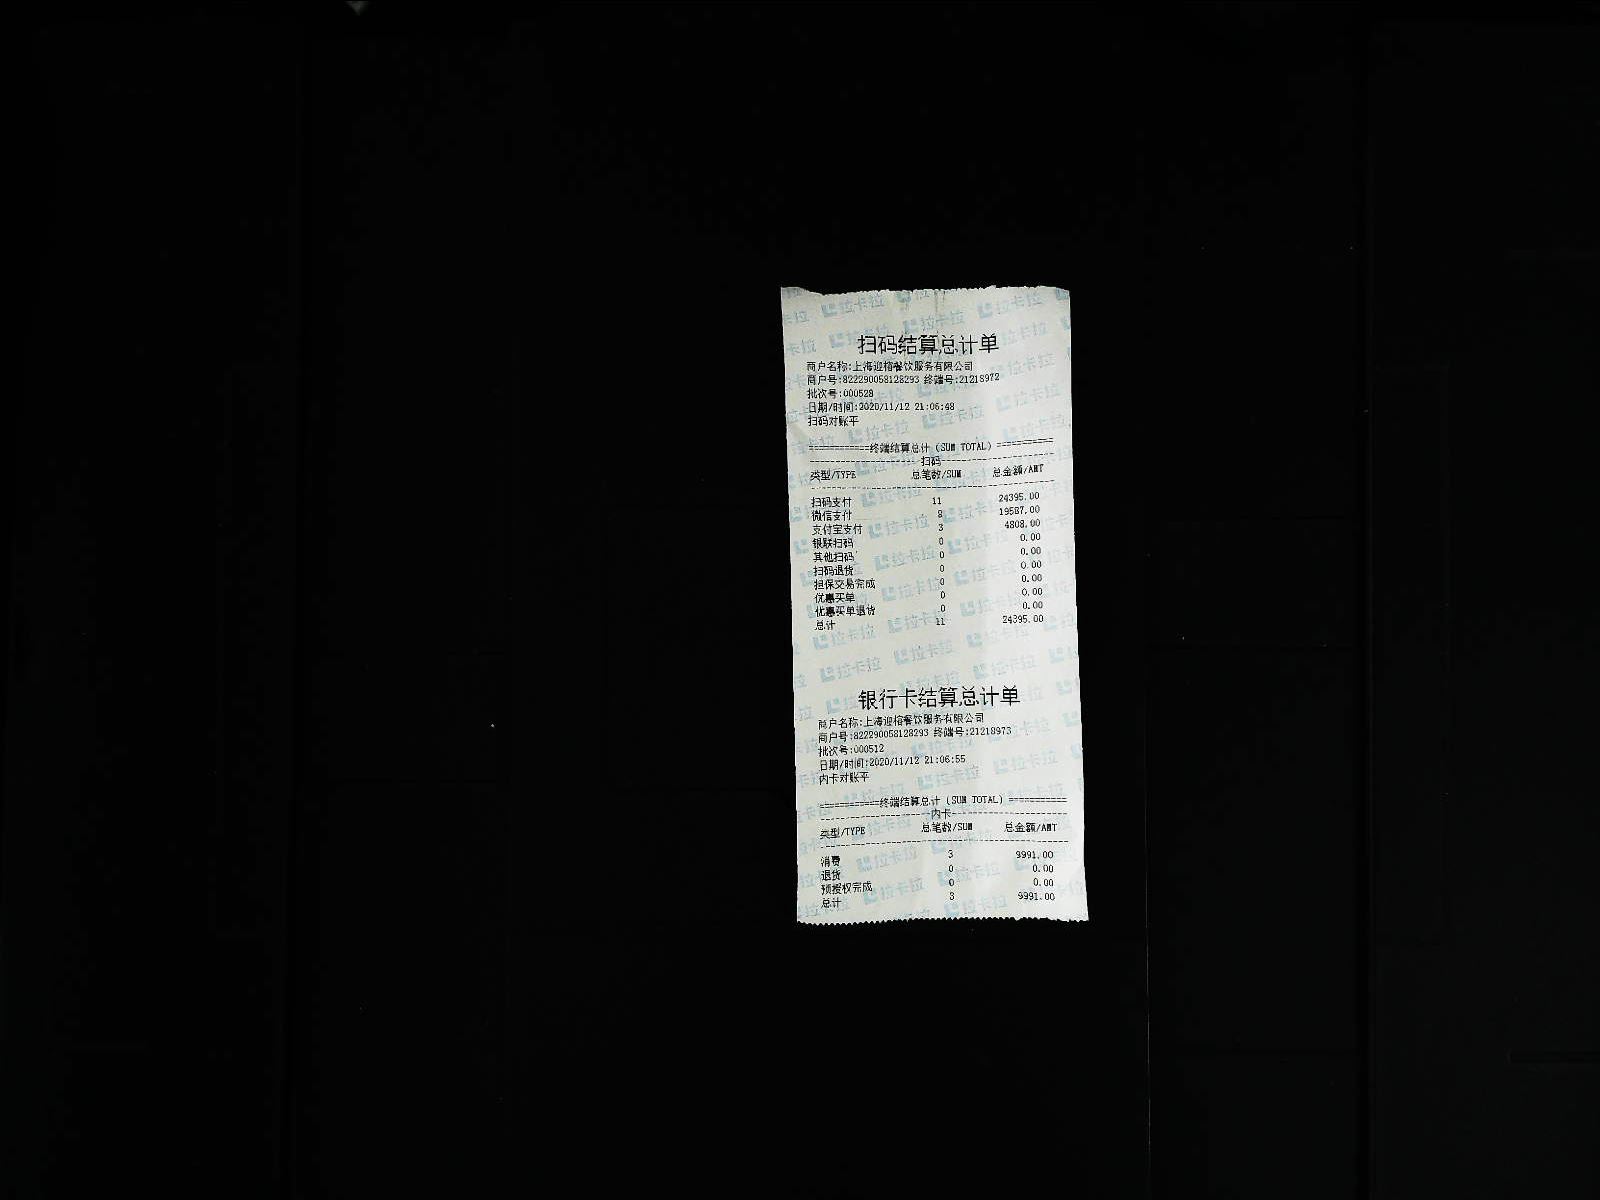 扫码结算总计单
商户名称:上海迎榕餐饮服务有限公司
商户号:822290058128293 终端号:21218972
批次号:000528
日期/时间:2020/11/12 21:06:48
扫码对账平
============终端结算总计(SUM TOTAL)===========
---------------------扫码---------------------
类型/TYPE 总笔数/SUM 总金额/AMT
扫码支付 11 24395.00
微信支付 8 19587.00
支付宝支付 3 4808.00
银联扫码 0 0.00
其他扫码 0 0.00
扫码退货 0 0.00
担保交易完成 0 0.00
优惠买单 0 0.00
优惠买单退货 0 0.00
总计 11 24395.00
银行卡结算总计单
商户名称:上海迎榕餐饮服务有限公司
商户号:822290058128293 终端号:21218973
批次号:000512
日期/时间:2020/11/12 21:06:55
内卡对账平
============终端结算总计(SUM TOTAL)===========
---------------------内卡---------------------
类型/TYPE 总笔数/SUM 总金额/AMT
消费 3 9991.00
退货 0 0.00
预授权完成 0 0.00
总计 3 9991.00